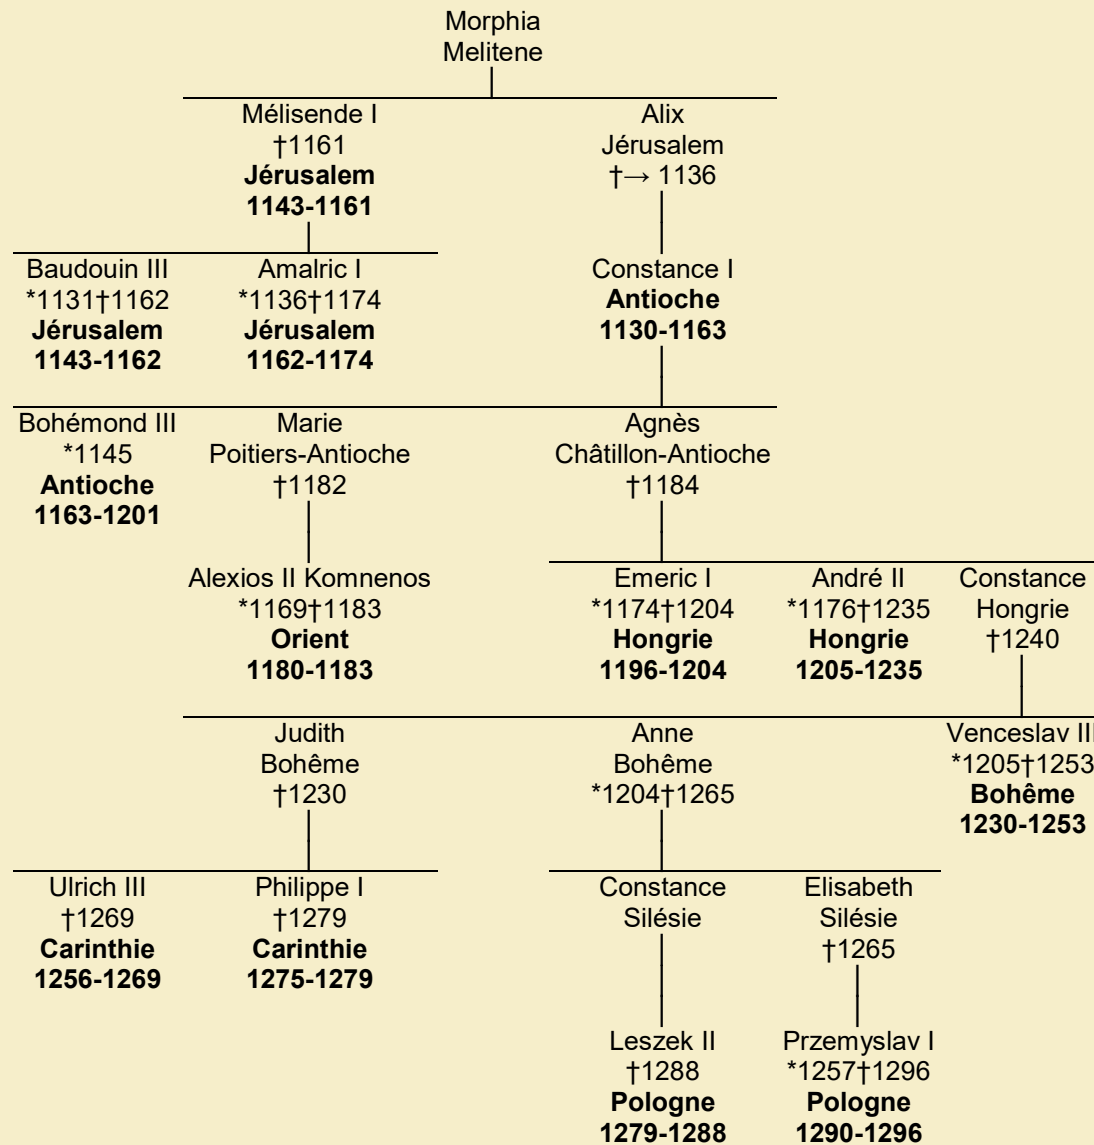 Morphia
Melitene
Mélisende I
†1161
Jérusalem
1143-1161
Alix
Jérusalem
†→ 1136
Baudouin III
*1131†1162
Jérusalem
1143-1162
Amalric I
*1136†1174
Jérusalem
1162-1174
Constance I
Antioche
1130-1163
Bohémond III
*1145
Antioche
1163-1201
Marie
Poitiers-Antioche
†1182
Agnès
Châtillon-Antioche
†1184
Alexios II Komnenos
*1169†1183
Orient
1180-1183
Emeric I
*1174†1204
Hongrie
1196-1204
André II
*1176†1235
Hongrie
1205-1235
Constance
Hongrie
†1240
Judith
Bohême
†1230
Anne
Bohême
*1204†1265
Venceslav III
*1205†1253
Bohême
1230-1253
Ulrich III
†1269
Carinthie
1256-1269
Philippe I
†1279
Carinthie
1275-1279
Constance
Silésie
Elisabeth
Silésie
†1265
Leszek II
†1288
Pologne
1279-1288
Przemyslav I
*1257†1296
Pologne
1290-1296